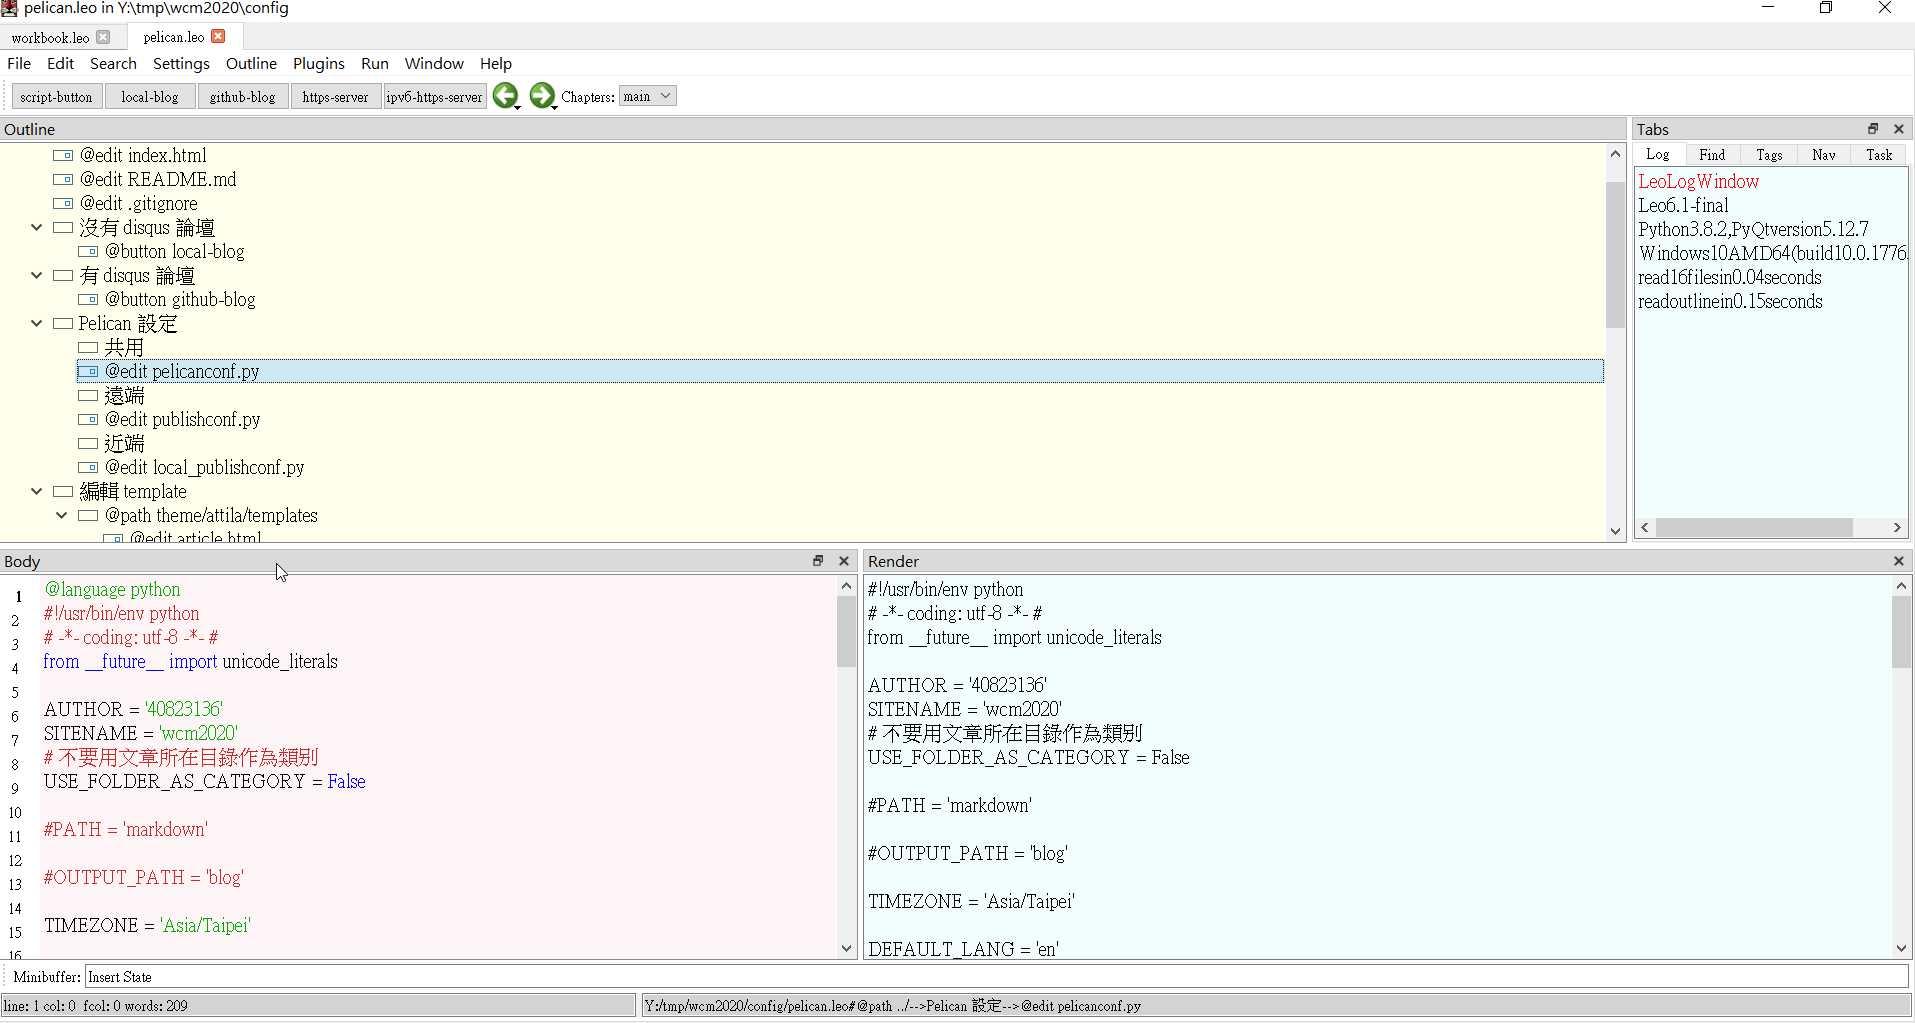 pelican.leo in Y:\tmp\wcm2020\config
workbook.leo pelican.leo
File Edit Search Settings Outline Plugins Run Window Help
script-button local-blog github-blog https-server ipv6-https-server Chapters: main
Outline
@edit index.html
@edit README.md
@edit .gitignore
沒有 disqus 論壇
@button local-blog
有 disqus 論壇
@button github-blog
Pelican 設定
共用
@edit pelicanconf.py
遠端
@edit publishconf.py
近端
@edit local_publishconf.py
編輯 template
@path theme/attila/templates
@edit article.html
Tabs
Log Find Tags Nav Task
LeoLogWindow
Leo6.1-final
Python3.8.2,PyQtversion5.12.7
Windows10AMD64(build10.0.1776
read16filesin0.04seconds
readoutlinein0.15seconds
Body
1 @language python
2 #!/usr/bin/env python
3 # -*- coding: utf-8 -*- #
4 from __future__ import unicode_literals
5
6 AUTHOR = '40823136'
7 SITENAME = 'wcm2020'
8 # 不要用文章所在目錄作為類別
9 USE_FOLDER_AS_CATEGORY = False
10
11 #PATH = 'markdown'
12
13 #OUTPUT_PATH = 'blog'
14
15 TIMEZONE = 'Asia/Taipei'
16
Render
#!/usr/bin/env python
# -*- coding: utf-8 -*- #
from __future__ import unicode_literals
AUTHOR = '40823136'
SITENAME = 'wcm2020'
# 不要用文章所在目錄作為類別
USE_FOLDER_AS_CATEGORY = False
#PATH = 'markdown'
#OUTPUT_PATH = 'blog'
TIMEZONE = 'Asia/Taipei'
DEFAULT_LANG = 'en'
Minibuffer: Insert State
line: 1 col: 0 fcol: 0 words: 209
Y:/tmp/wcm2020/config/pelican.leo#@path ../-->Pelican 設定-->@edit pelicanconf.py